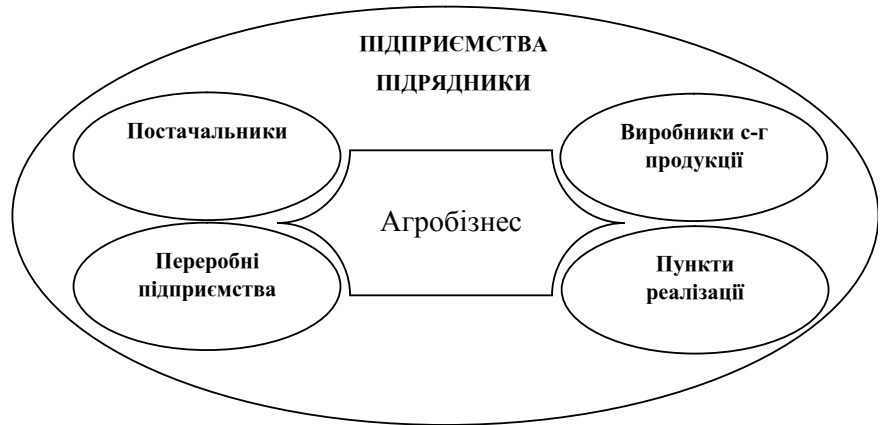 ПІДПРИЄМСТВА
ПІДРЯДНИКИ
Постачальники
Виробники с-г
продукції
Агробізнес
Переробні
підприємства
Пункти
реалізації